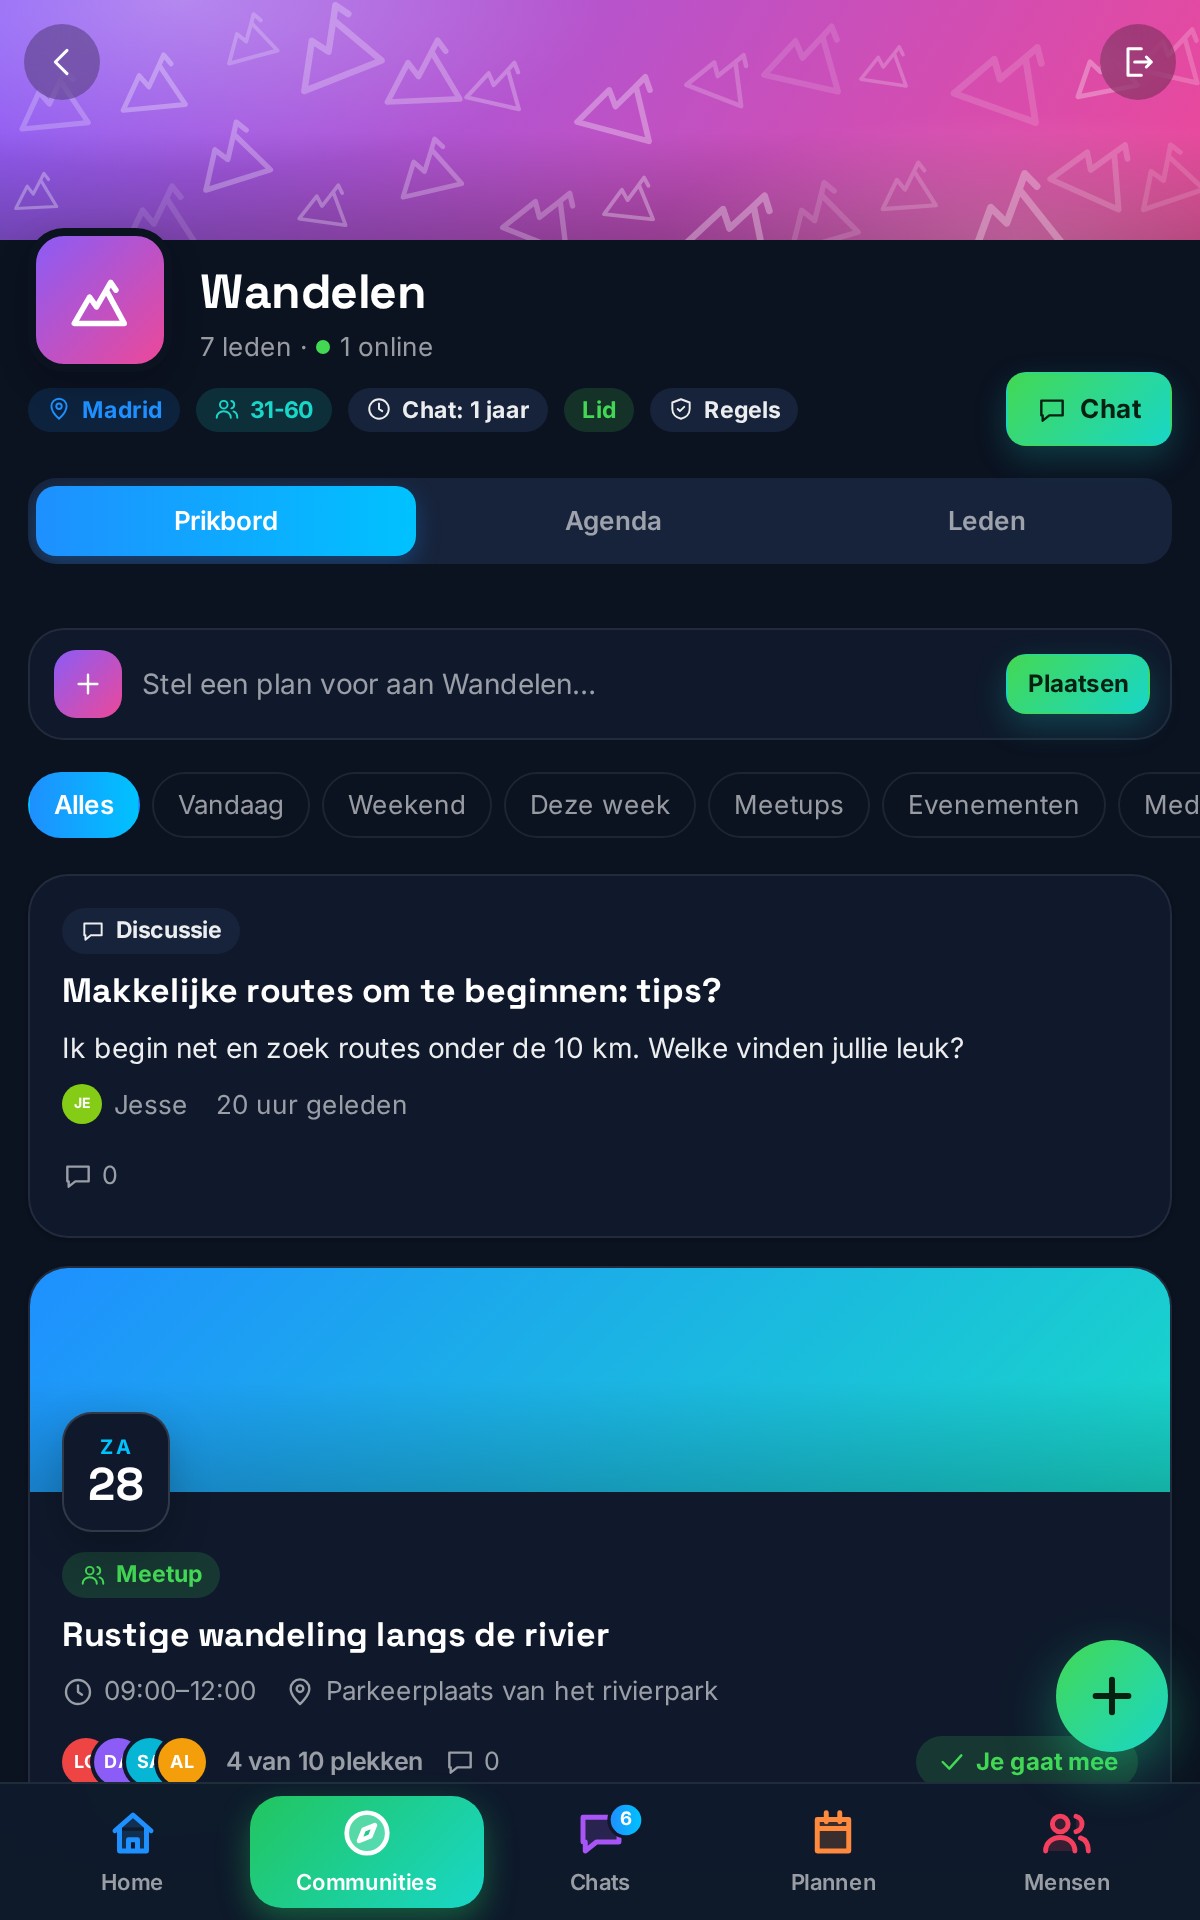 Wandelen
7 leden · 1 online
Madrid 31-60 Chat: 1 jaar Lid Regels Chat
Prikbord Agenda Leden
Stel een plan voor aan Wandelen... Plaatsen
Alles Vandaag Weekend Deze week Meetups Evenementen Med
Discussie
Makkelijke routes om te beginnen: tips?
Ik begin net en zoek routes onder de 10 km. Welke vinden jullie leuk?
JE Jesse 20 uur geleden
0
ZA
28
Meetup
Rustige wandeling langs de rivier
09:00–12:00 Parkeerplaats van het rivierpark
AL 4 van 10 plekken 0 Je gaat mee
6
Home Communities Chats Plannen Mensen